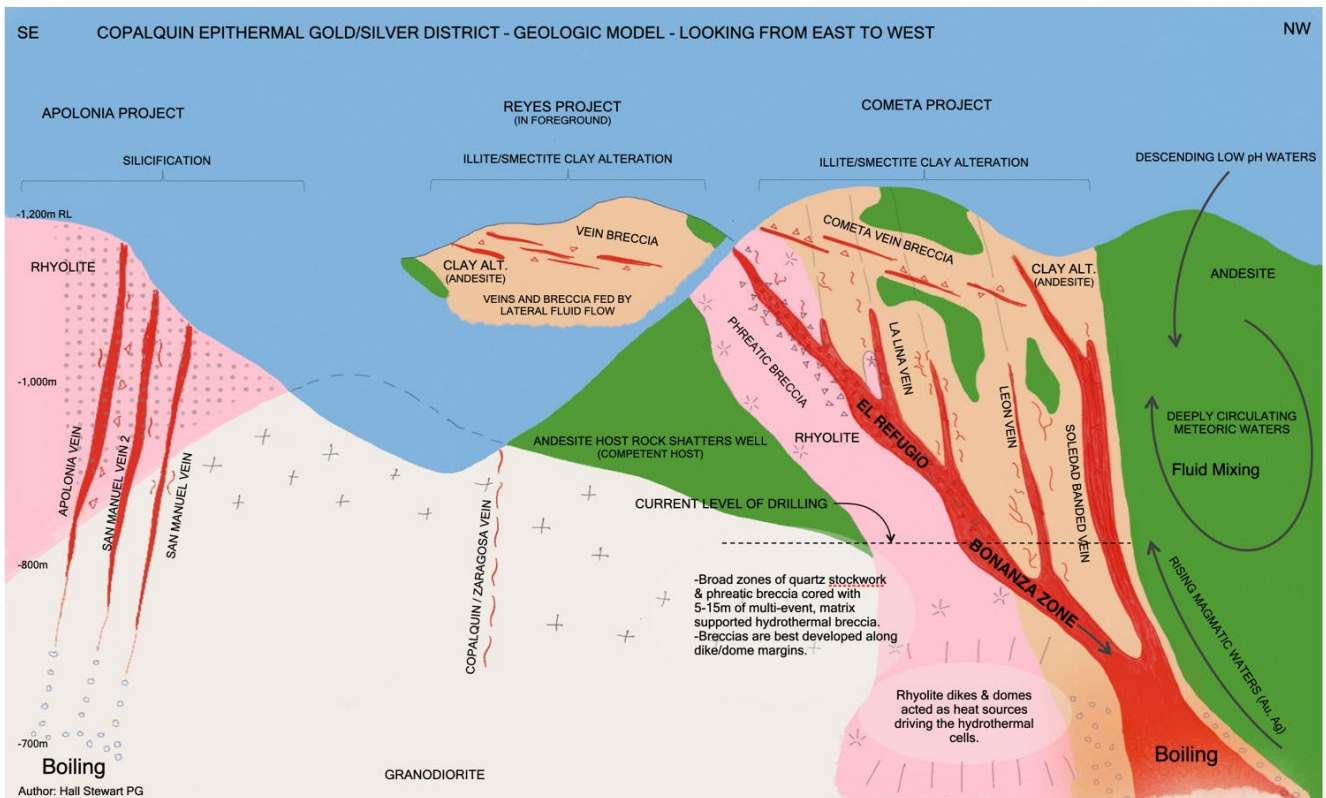 SE
COPALQUIN EPITHERMAL GOLD/SILVER DISTRICT - GEOLOGIC MODEL - LOOKING FROM EAST TO WEST
NW
APOLONIA PROJECT
REYES PROJECT
(IN FOREGROUND)
COMETA PROJECT
SILICIFICATION
ILLITE/SMECTITE CLAY ALTERATION
ILLITE/SMECTITE CLAY ALTERATION
DESCENDING LOW pH WATERS
-1,200m RL
RHYOLITE
VEIN BRECCIA
CLAY ALT.
(ANDESITE)
VEINS AND BRECCIA FED BY
LATERAL FLUID FLOW
COMETA VEIN BRECCIA
CLAY ALT.
(ANDESITE)
ANDESITE
-1,000m
PHREATIC BRECCIA
LA LINA VEIN
EL REFUGIO
LEON VEIN
SOLEDAD BANDED VEIN
DEEPLY CIRCULATING
METEORIC WATERS
Fluid Mixing
APOLONIA VEIN
SAN MANUEL VEIN 2
SAN MANUEL VEIN
ANDESITE HOST ROCK SHATTERS WELL
(COMPETENT HOST)
RHYOLITE
CURRENT LEVEL OF DRILLING
COPALQUIN / ZARAGOSA VEIN
-800m
BONANZA ZONE
-Broad zones of quartz stockwork
& phreatic breccia cored with
5-15m of multi-event, matrix
supported hydrothermal breccia.
-Breccias are best developed along
dike/dome margins.
RISING MAGMATIC WATERS (Au, Ag)
Rhyolite dikes & domes
acted as heat sources
driving the hydrothermal
cells.
-700m
Boiling
GRANODIORITE
Boiling
Author: Hall Stewart PG